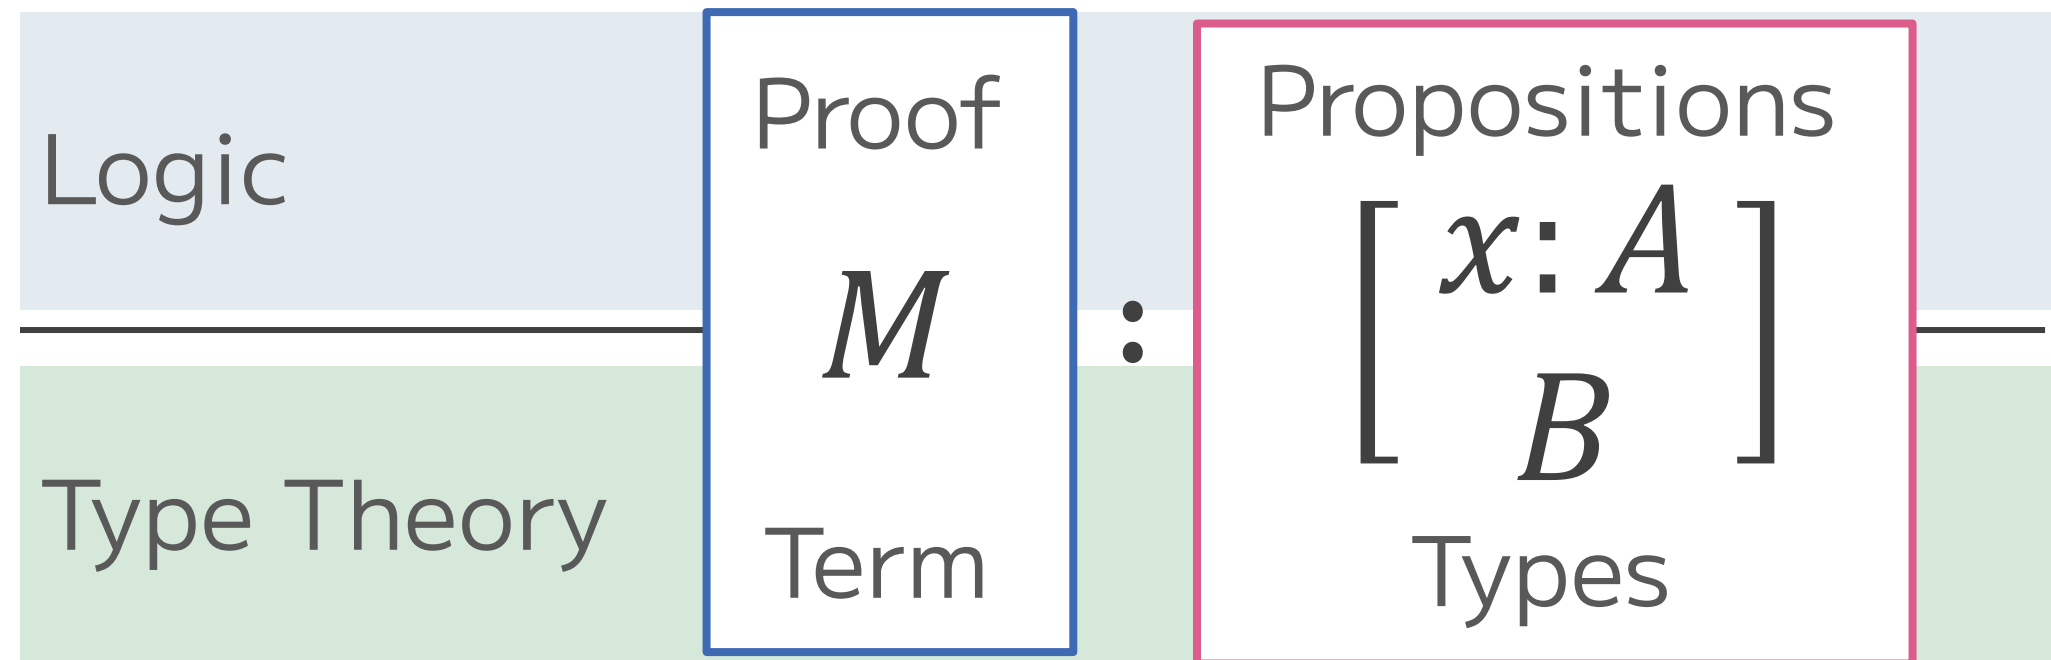 Logic
Proof
M
Term
:
Propositions
[ x: A
B ]
Types
Type Theory